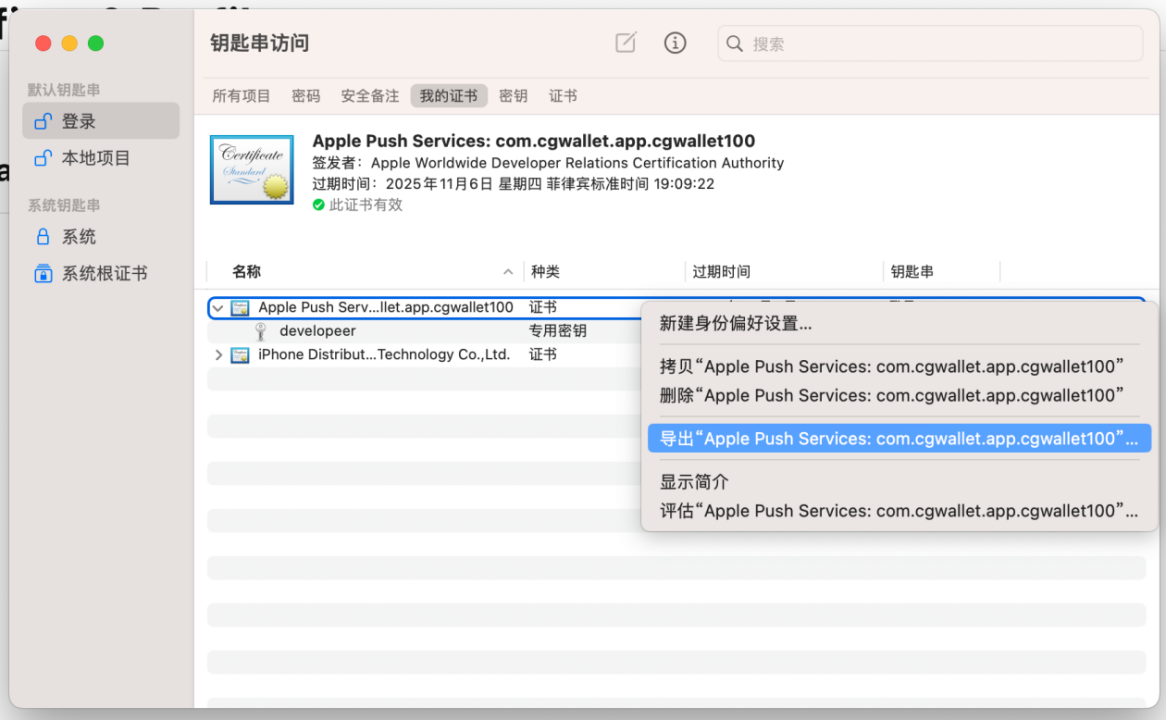 钥匙串访问
搜索
默认钥匙串
登录
本地项目
系统钥匙串
系统
系统根证书
所有项目 密码 安全备注 我的证书 密钥 证书
Certificate
Standard
Apple Push Services: com.cgwallet.app.cgwallet100
签发者：Apple Worldwide Developer Relations Certification Authority
过期时间：2025年11月6日 星期四 菲律宾标准时间 19:09:22
此证书有效
名称 种类 过期时间 钥匙串
Apple Push Serv...llet.app.cgwallet100 证书
developeer 专用密钥
iPhone Distribut...Technology Co.,Ltd. 证书
新建身份偏好设置...
拷贝“Apple Push Services: com.cgwallet.app.cgwallet100”
删除“Apple Push Services: com.cgwallet.app.cgwallet100”
导出“Apple Push Services: com.cgwallet.app.cgwallet100”...
显示简介
评估“Apple Push Services: com.cgwallet.app.cgwallet100”...